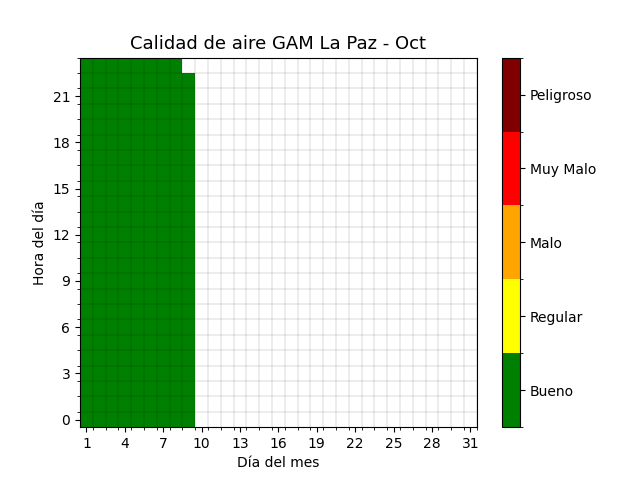 Calidad de aire GAM La Paz - Oct
Hora del día
21
18
15
12
9
6
3
0
1 4 7 10 13 16 19 22 25 28 31
Día del mes
Peligroso
Muy Malo
Malo
Regular
Bueno